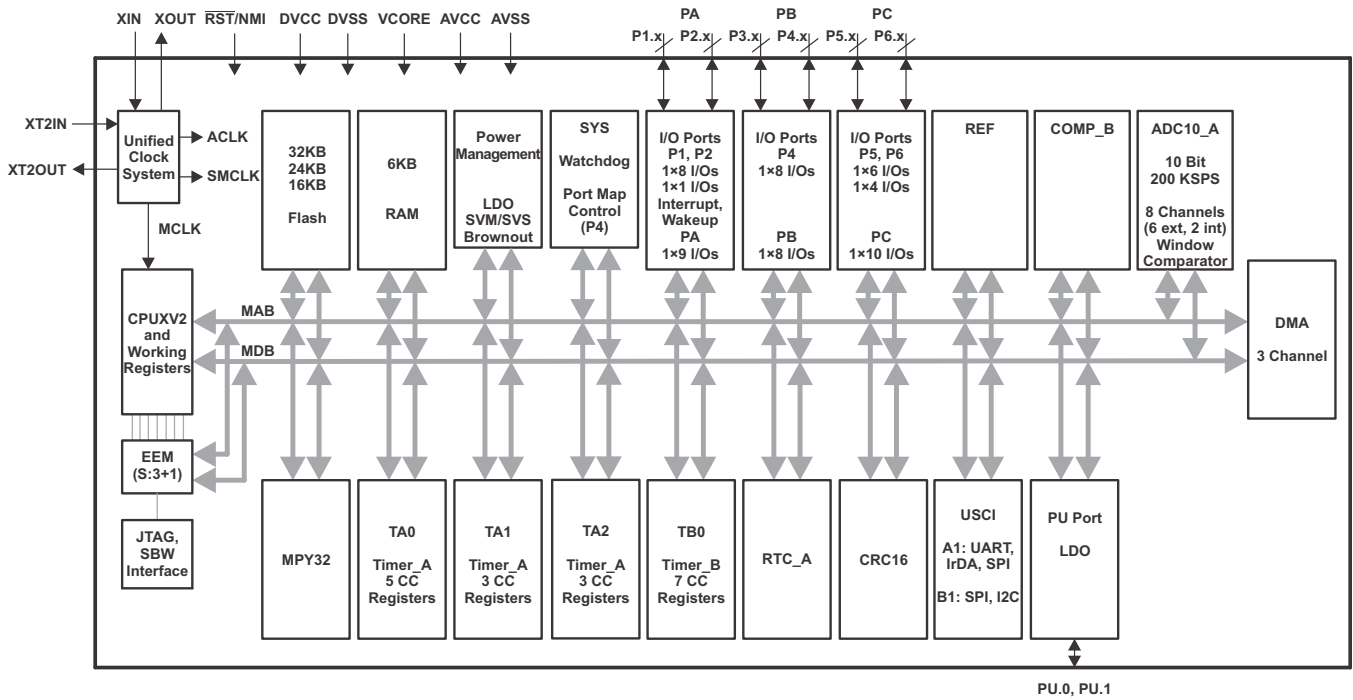 PA PB PC
XIN XOUT RST/NMI DVCC DVSS VCORE AVCC AVSS
P1.x P2.x P3.x P4.x P5.x P6.x
XT2IN
XT2OUT
Unified
Clock
System
ACLK
SMCLK
MCLK
32KB
24KB
16KB
Flash
6KB
RAM
Power
Management
LDO
SVM/SVS
Brownout
SYS
Watchdog
Port Map
Control
(P4)
I/O Ports
P1, P2
1×8 I/Os
1×1 I/Os
Interrupt,
Wakeup
PA
1×9 I/Os
I/O Ports
P4
1×8 I/Os
PB
1×8 I/Os
I/O Ports
P5, P6
1×6 I/Os
1×4 I/Os
PC
1×10 I/Os
REF
COMP_B
ADC10_A
10 Bit
200 KSPS
8 Channels
(6 ext, 2 int)
Window
Comparator
CPUXV2
and
Working
Registers
MAB
MDB
DMA
3 Channel
EEM
(S:3+1)
JTAG,
SBW
Interface
MPY32
TA0
Timer_A
5 CC
Registers
TA1
Timer_A
3 CC
Registers
TA2
Timer_A
3 CC
Registers
TB0
Timer_B
7 CC
Registers
RTC_A
CRC16
USCI
A1: UART,
IrDA, SPI
B1: SPI, I2C
PU Port
LDO
PU.0, PU.1